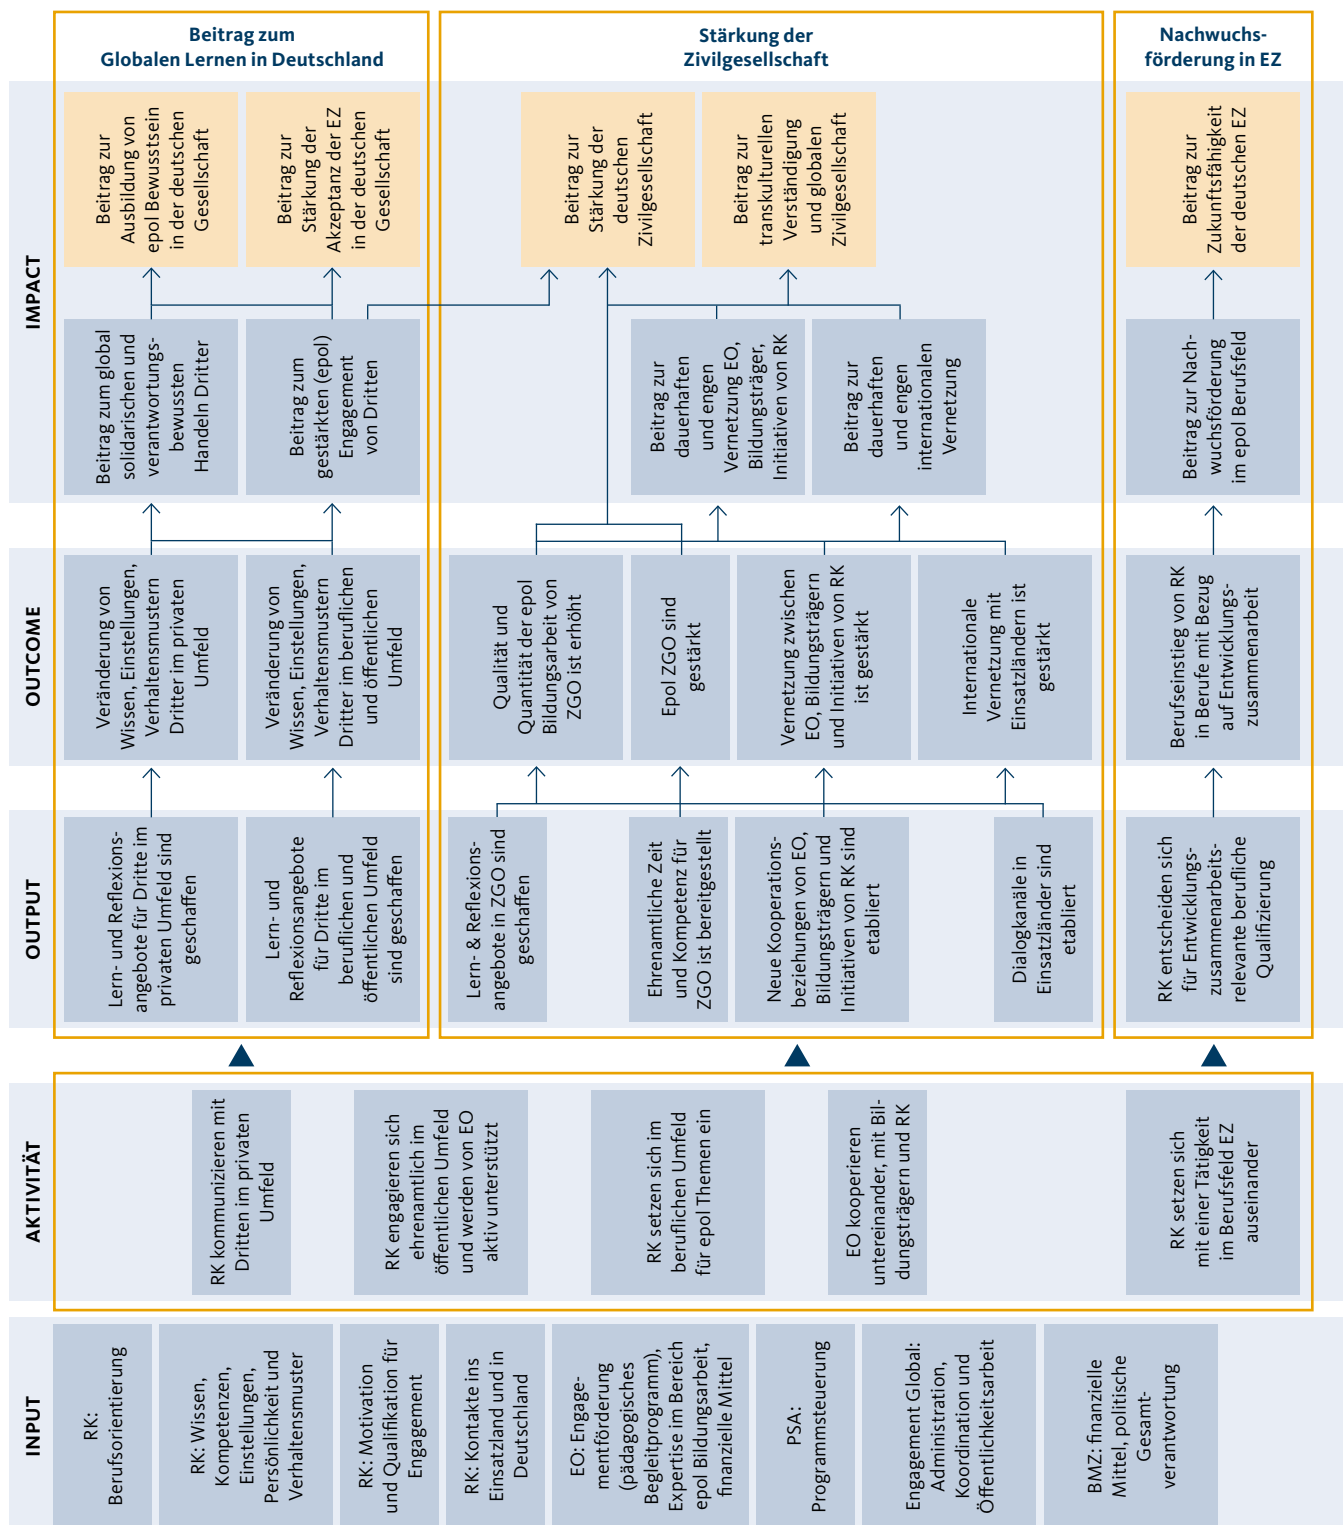 Beitrag zum
Globalen Lernen in Deutschland
Stärkung der
Zivilgesellschaft
Nachwuchs-
förderung in EZ
IMPACT
Beitrag zur
Ausbildung von
epol Bewusstsein
in der deutschen
Gesellschaft
Beitrag zur
Stärkung der
Akzeptanz der EZ
in der deutschen
Gesellschaft
Beitrag zur
Stärkung der
deutschen
Zivilgesellschaft
Beitrag zur
transkulturellen
Verständigung
und globalen
Zivilgesellschaft
Beitrag zur
Zukunftsfähigkeit
der deutschen EZ
Beitrag zum global
solidarischen und
verantwortungs-
bewussten
Handeln Dritter
Beitrag zum
gestärkten (epol)
Engagement
von Dritten
Beitrag zur
dauerhaften
und engen
Vernetzung EO,
Bildungsträger,
Initiativen von RK
Beitrag zur
dauerhaften
und engen
internationalen
Vernetzung
Beitrag zur Nach-
wuchsförderung
im epol Berufsfeld
OUTCOME
Veränderung von
Wissen, Einstellungen,
Verhaltensmustern
Dritter im privaten
Umfeld
Veränderung von
Wissen, Einstellungen,
Verhaltensmustern
Dritter im beruflichen
und öffentlichen
Umfeld
Qualität und
Quantität der epol
Bildungsarbeit von
ZGO ist erhöht
Epol ZGO sind
gestärkt
Vernetzung zwischen
EO, Bildungsträgern
und Initiativen von RK
ist gestärkt
Internationale
Vernetzung mit
Einsatzländern ist
gestärkt
Berufseinstieg von RK
in Berufe mit Bezug
auf Entwicklungs-
zusammenarbeit
OUTPUT
Lern- und Reflexions-
angebote für Dritte im
privaten Umfeld sind
geschaffen
Lern- und
Reflexionsangebote
für Dritte im
beruflichen und
öffentlichen Umfeld
sind geschaffen
Lern- & Reflexions-
angebote in ZGO sind
geschaffen
Ehrenamtliche Zeit
und Kompetenz für
ZGO ist bereitgestellt
Neue Kooperations-
beziehungen von EO,
Bildungsträgern und
Initiativen von RK sind
etabliert
Dialogkanäle in
Einsatzländer sind
etabliert
RK entscheiden sich
für Entwicklungs-
zusammenarbeits-
relevante berufliche
Qualifizierung
AKTIVITÄT
RK kommunizieren mit
Dritten im privaten
Umfeld
RK engagieren sich
ehrenamtlich im
öffentlichen Umfeld
und werden von EO
aktiv unterstützt
RK setzen sich im
beruflichen Umfeld
für epol Themen ein
EO kooperieren
untereinander, mit Bil-
dungsträgern und RK
RK setzen sich
mit einer Tätigkeit
im Berufsfeld EZ
auseinander
INPUT
RK:
Berufsorientierung
RK: Wissen,
Kompetenzen,
Einstellungen,
Persönlichkeit und
Verhaltensmuster
RK: Motivation
und Qualifikation für
Engagement
RK: Kontakte ins
Einsatzland und in
Deutschland
EO: Engage-
mentförderung
(pädagogisches
Begleitprogramm),
Expertise im Bereich
epol Bildungsarbeit,
finanzielle Mittel
PSA:
Programmsteuerung
Engagement Global:
Administration,
Koordination und
Öffentlichkeitsarbeit
BMZ: finanzielle
Mittel, politische
Gesamt-
verantwortung